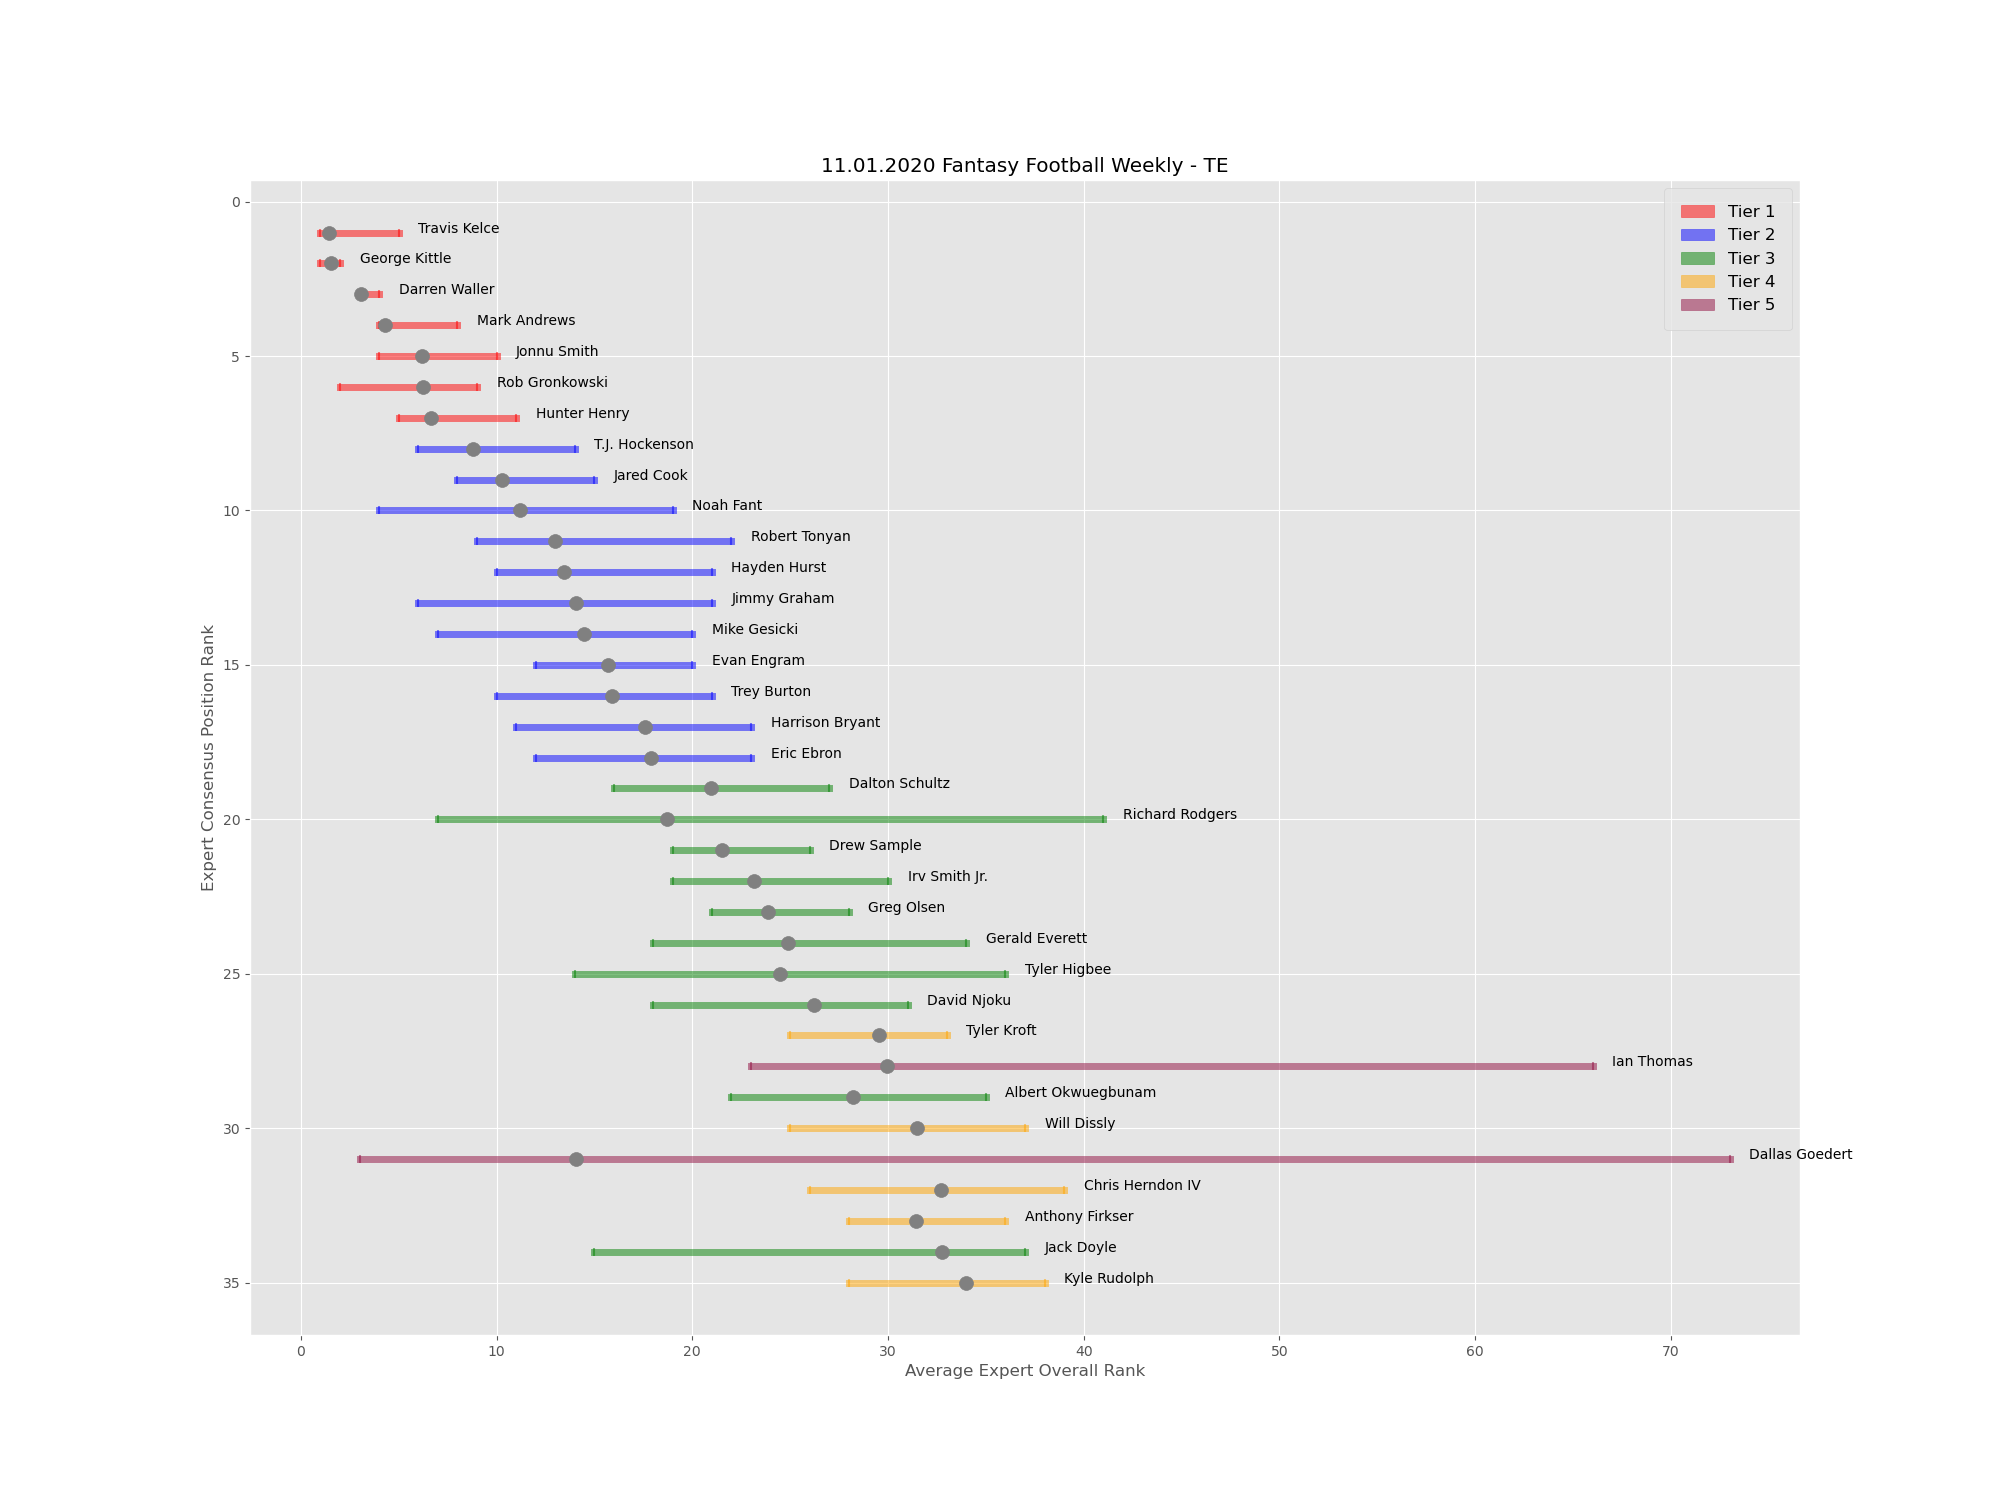 11.01.2020 Fantasy Football Weekly - TE
Tier 1
Tier 2
Tier 3
Tier 4
Tier 5
Expert Consensus Position Rank
0
5
10
15
20
25
30
35
Travis Kelce
George Kittle
Darren Waller
Mark Andrews
Jonnu Smith
Rob Gronkowski
Hunter Henry
T.J. Hockenson
Jared Cook
Noah Fant
Robert Tonyan
Hayden Hurst
Jimmy Graham
Mike Gesicki
Evan Engram
Trey Burton
Harrison Bryant
Eric Ebron
Dalton Schultz
Richard Rodgers
Drew Sample
Irv Smith Jr.
Greg Olsen
Gerald Everett
Tyler Higbee
David Njoku
Tyler Kroft
Ian Thomas
Albert Okwuegbunam
Will Dissly
Dallas Goedert
Chris Herndon IV
Anthony Firkser
Jack Doyle
Kyle Rudolph
0 10 20 30 40 50 60 70
Average Expert Overall Rank